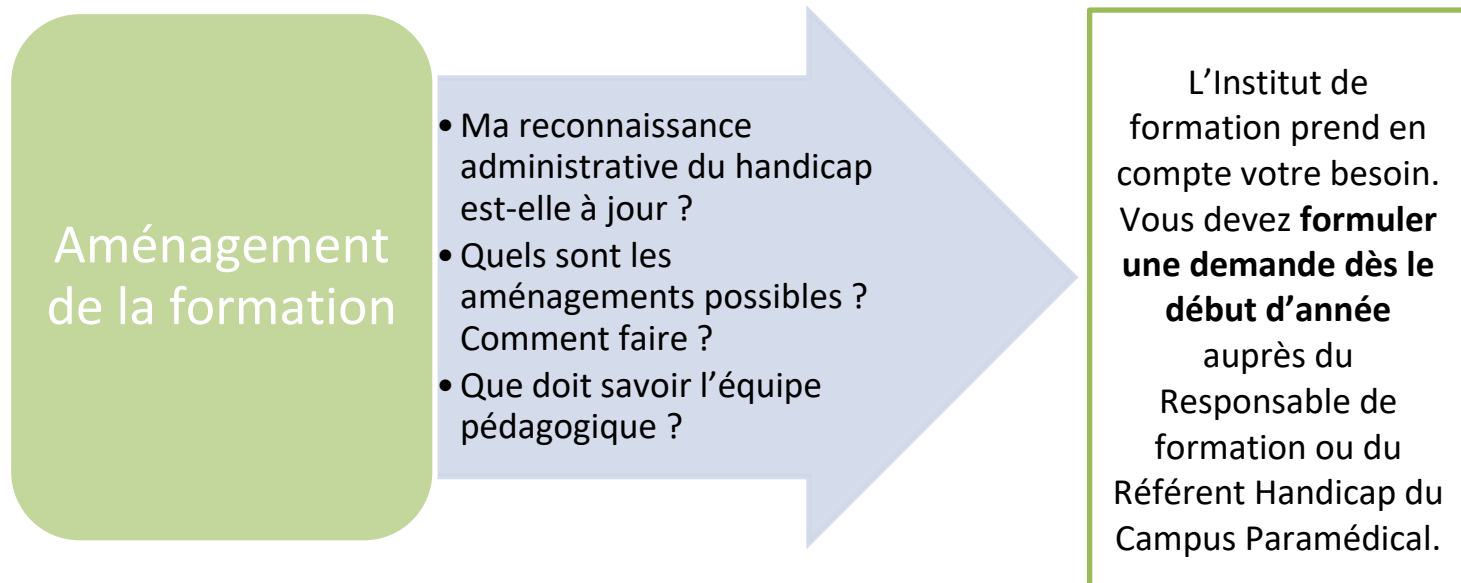 Aménagement
de la formation
• Ma reconnaissance
administrative du handicap
est-elle à jour ?
• Quels sont les
aménagements possibles ?
Comment faire ?
• Que doit savoir l’équipe
pédagogique ?
L’Institut de
formation prend en
compte votre besoin.
Vous devez formuler
une demande dès le
début d’année
auprès du
Responsable de
formation ou du
Référent Handicap du
Campus Paramédical.